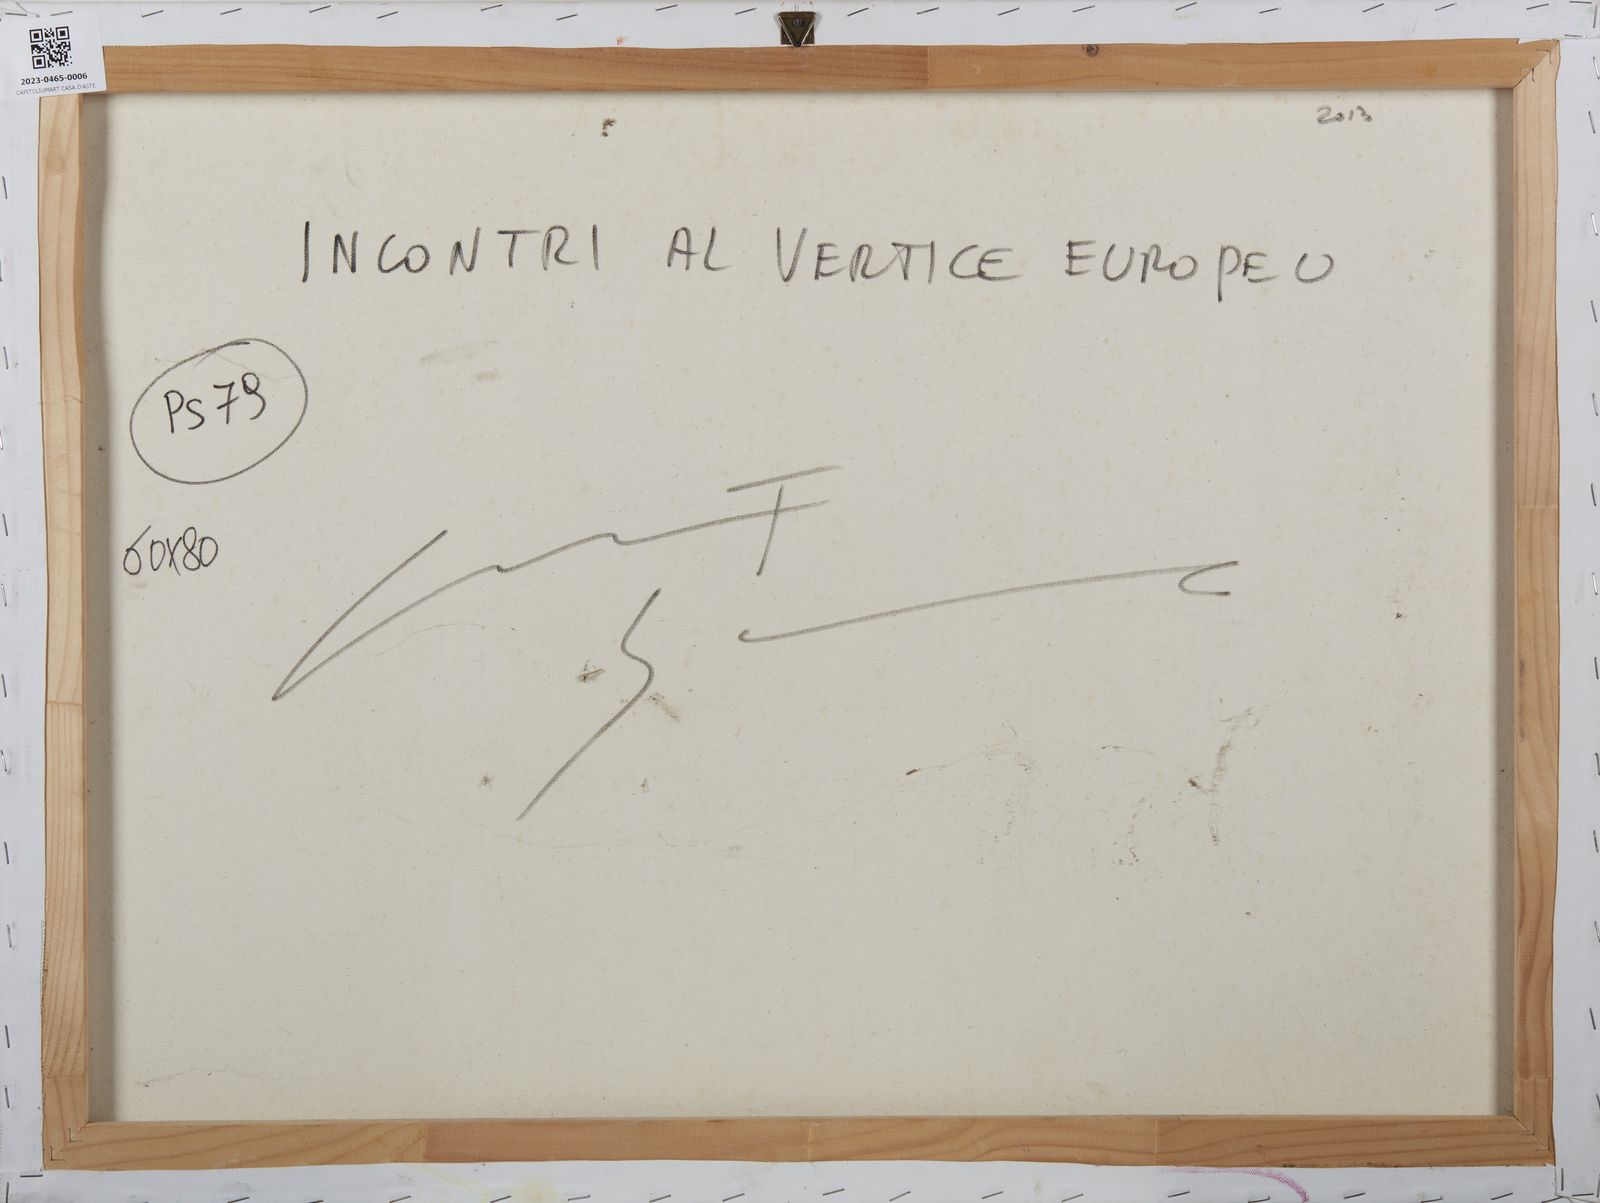 2023-0465-0006
CAPITOLIUMART CASA D'ASTE
2013
INCONTRI AL VERTICE EUROPEO
PS79
60X80